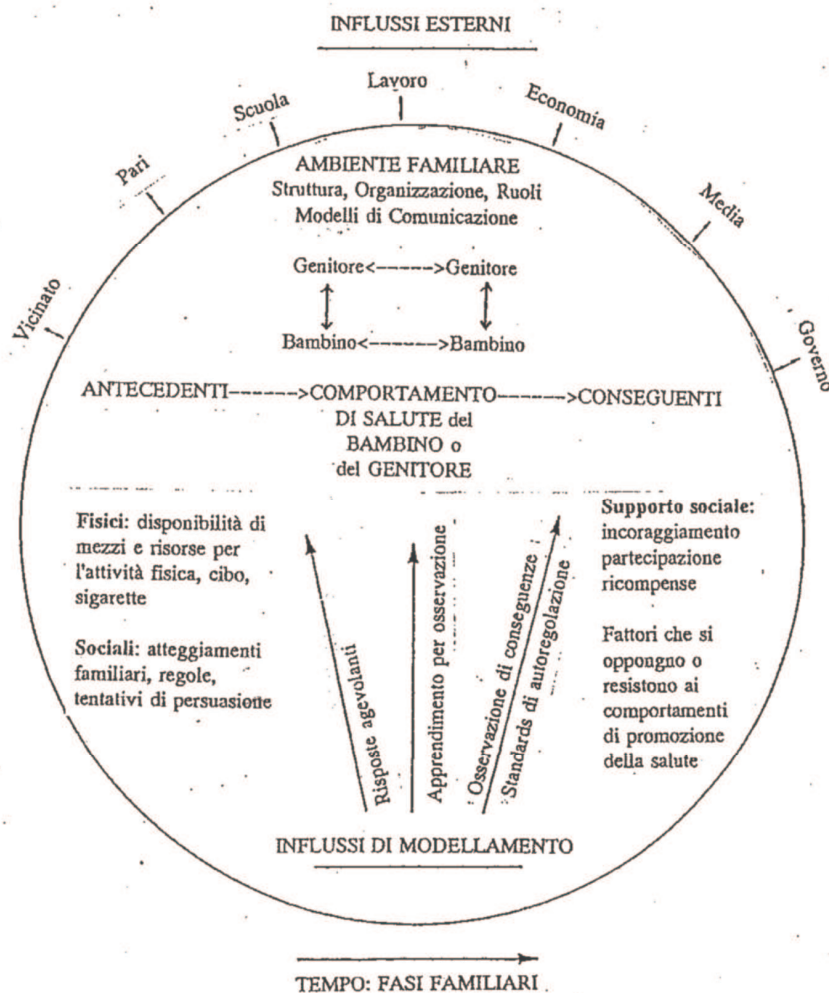 INFLUSSI ESTERNI
Lavoro
Scuola
Economia
Pari
Media
Vicinato
Governo
AMBIENTE FAMILIARE
Struttura, Organizzazione, Ruoli
Modelli di Comunicazione
Genitore<------>Genitore
Bambino<------>Bambino
ANTECEDENTI------->COMPORTAMENTO------>CONSEGUENTI
DI SALUTE del
BAMBINO o
del GENITORE
Fisici: disponibilità di
mezzi e risorse per
l'attività fisica, cibo,
sigarette
Sociali: atteggiamenti
familiari, regole,
tentativi di persuasione
Risposte agevolanti
Apprendimento per osservazione
Osservazione di conseguenze
Standards di autoregolazione
Supporto sociale:
incoraggiamento
partecipazione
ricompense
Fattori che si
oppongno o
resistono ai
comportamenti
di promozione
della salute
INFLUSSI DI MODELLAMENTO
TEMPO: FASI FAMILIARI